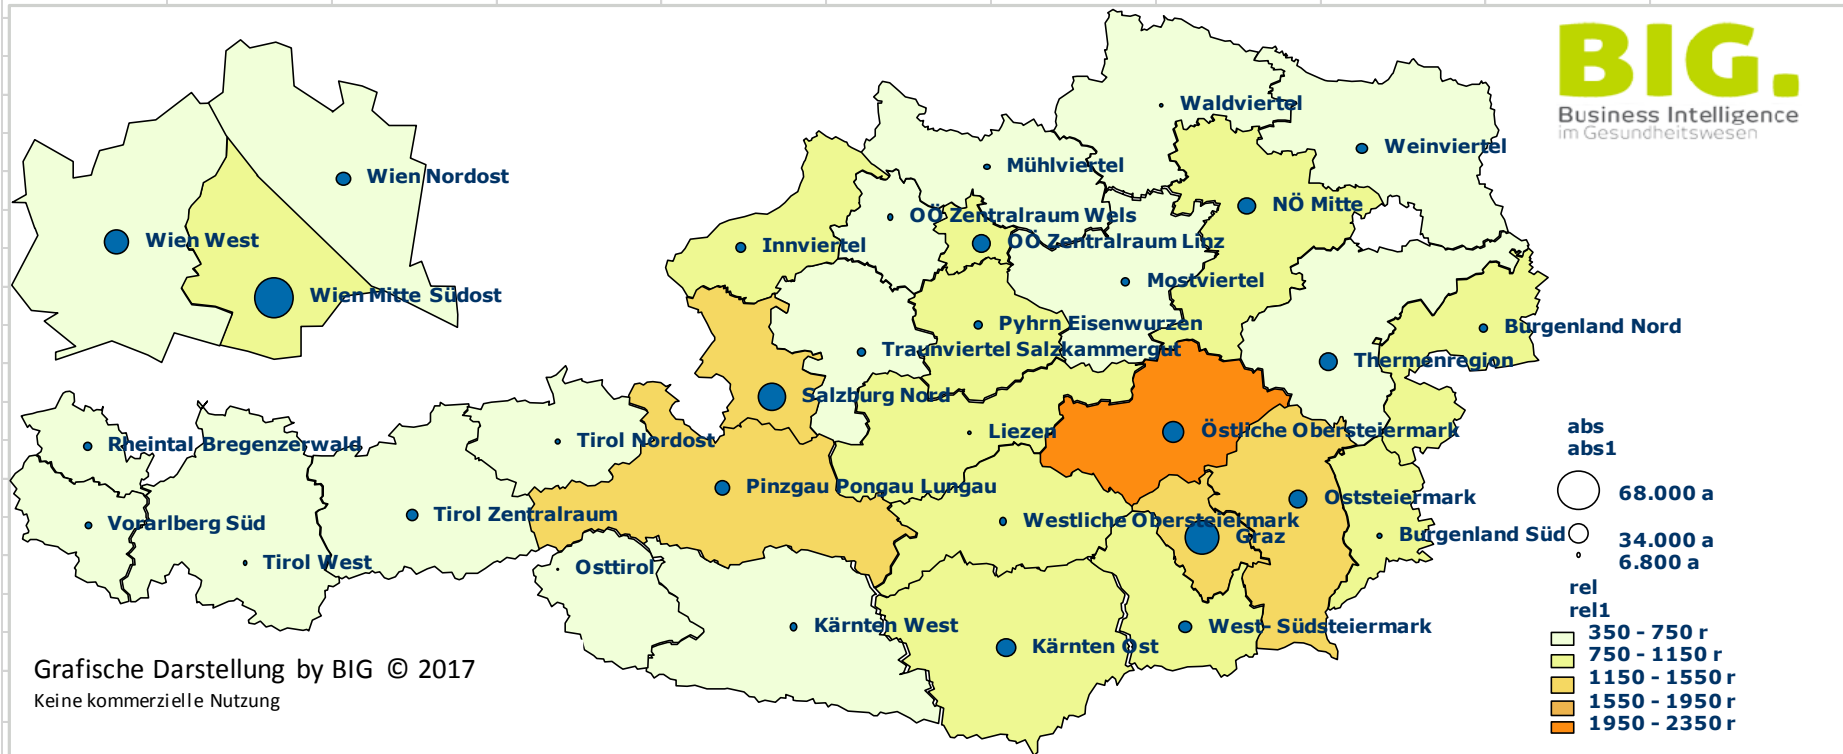 BIG.
Business Intelligence
im Gesundheitswesen
Waldviertel
Weinviertel
Mühlviertel
Wien Nordost
NÖ Mitte
OÖ Zentralraum Wels
Wien West
Innviertel
OÖ Zentralraum Linz
Mostviertel
Wien Mitte Südost
Pyhrn Eisenwurzen
Burgenland Nord
Traunviertel Salzkammergut
Thermenregion
Salzburg Nord
Rheintal Bregenzerwald
Tirol Nordost
Liezen
Östliche Obersteiermark
Pinzgau Pongau Lungau
Oststeiermark
Vorarlberg Süd
Tirol Zentralraum
Westliche Obersteiermark
Graz
Burgenland Süd
Tirol West
Osttirol
Kärnten West
Kärnten Ost
West- Südsteiermark
abs
abs1
68.000 a
34.000 a
6.800 a
rel
rel1
350 - 750 r
750 - 1150 r
1150 - 1550 r
1550 - 1950 r
1950 - 2350 r
Grafische Darstellung by BIG © 2017
Keine kommerzielle Nutzung